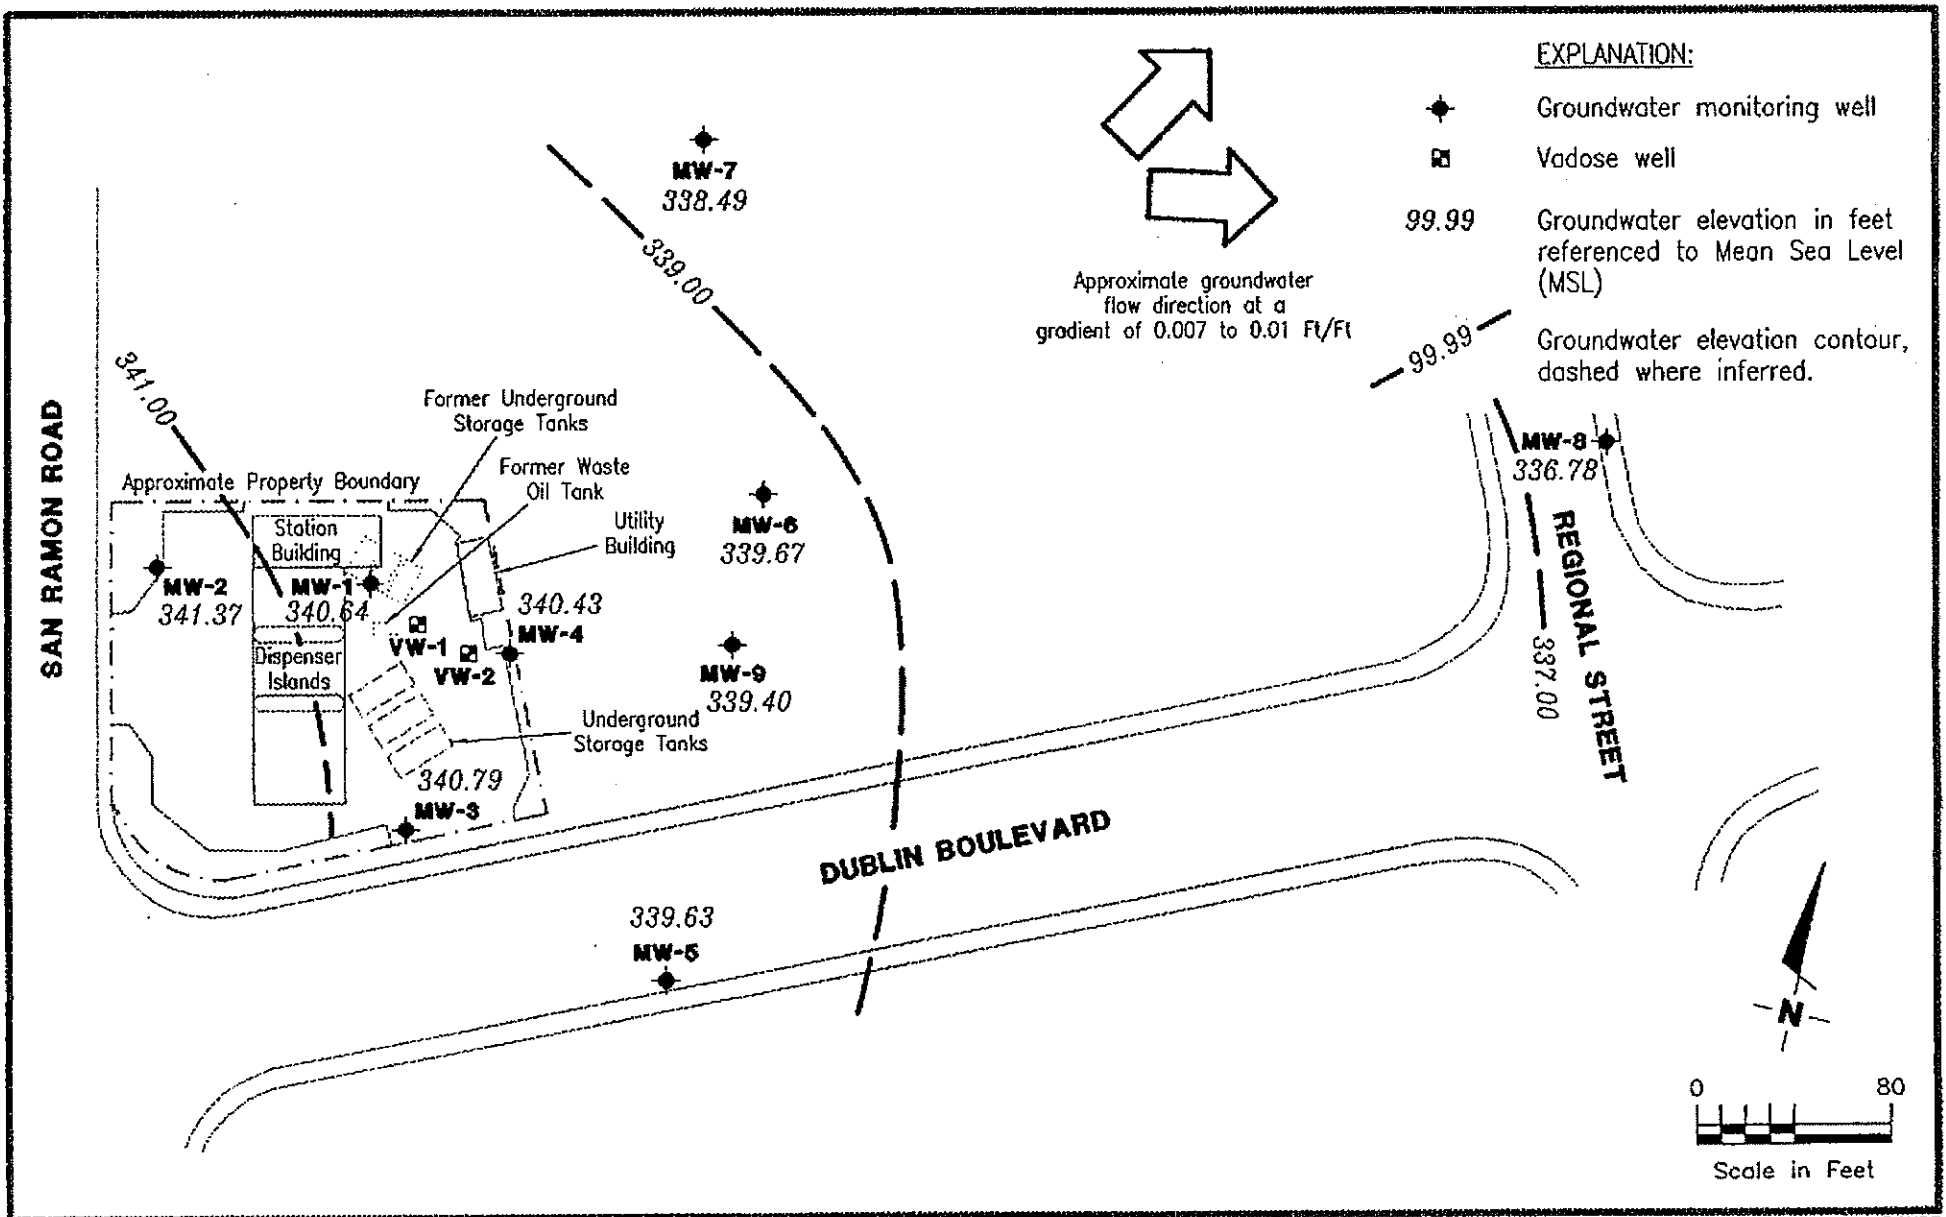 EXPLANATION:
Groundwater monitoring well
Vadose well
99.99
Groundwater elevation in feet
referenced to Mean Sea Level
(MSL)
99.99
Groundwater elevation contour,
dashed where inferred.
Approximate groundwater
flow direction at a
gradient of 0.007 to 0.01 Ft/Ft
MW-7
338.49
339.00
341.00
SAN RAMON ROAD
Former Underground
Storage Tanks
Former Waste
Oil Tank
Approximate Property Boundary
Utility
Building
Station
Building
MW-8
336.78
MW-6
339.67
MW-2
341.37
MW-1
340.64
340.43
MW-4
VW-1
VW-2
Dispenser
Islands
MW-9
339.40
Underground
Storage Tanks
340.79
MW-3
REGIONAL STREET
337.00
DUBLIN BOULEVARD
339.63
MW-5
N
0 80
Scale in Feet